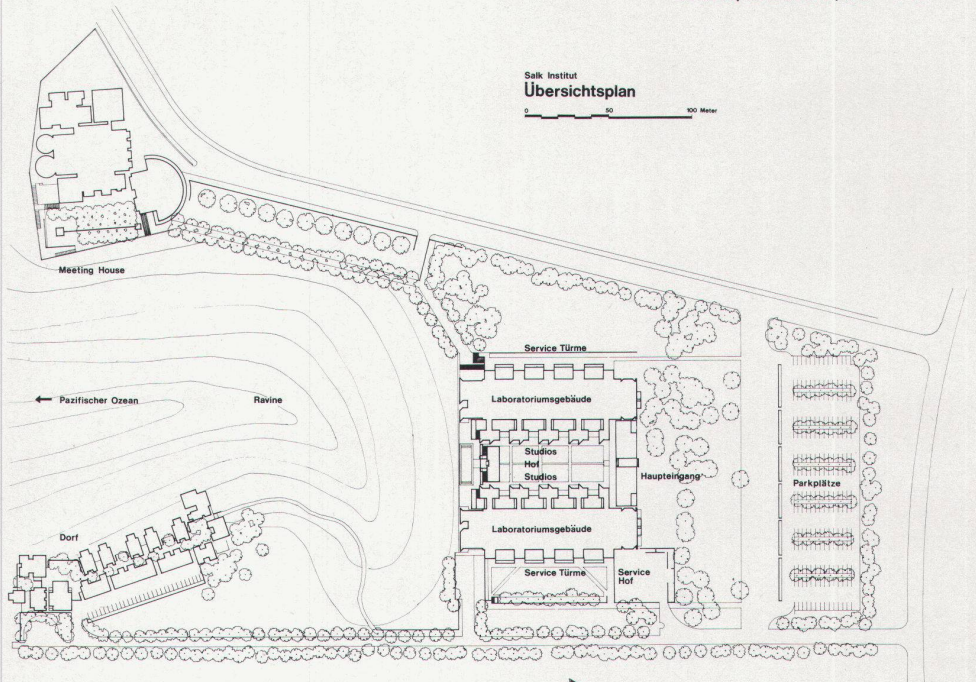 Salk Institut
Übersichtsplan
0 50 100 Meter
Meeting House
Service Türme
Pazifischer Ozean
Ravine
Laboratoriumsgebäude
Studios
Hof
Studios
Haupteingang
Parkplätze
Laboratoriumsgebäude
Dorf
Service Türme
Service
Hof